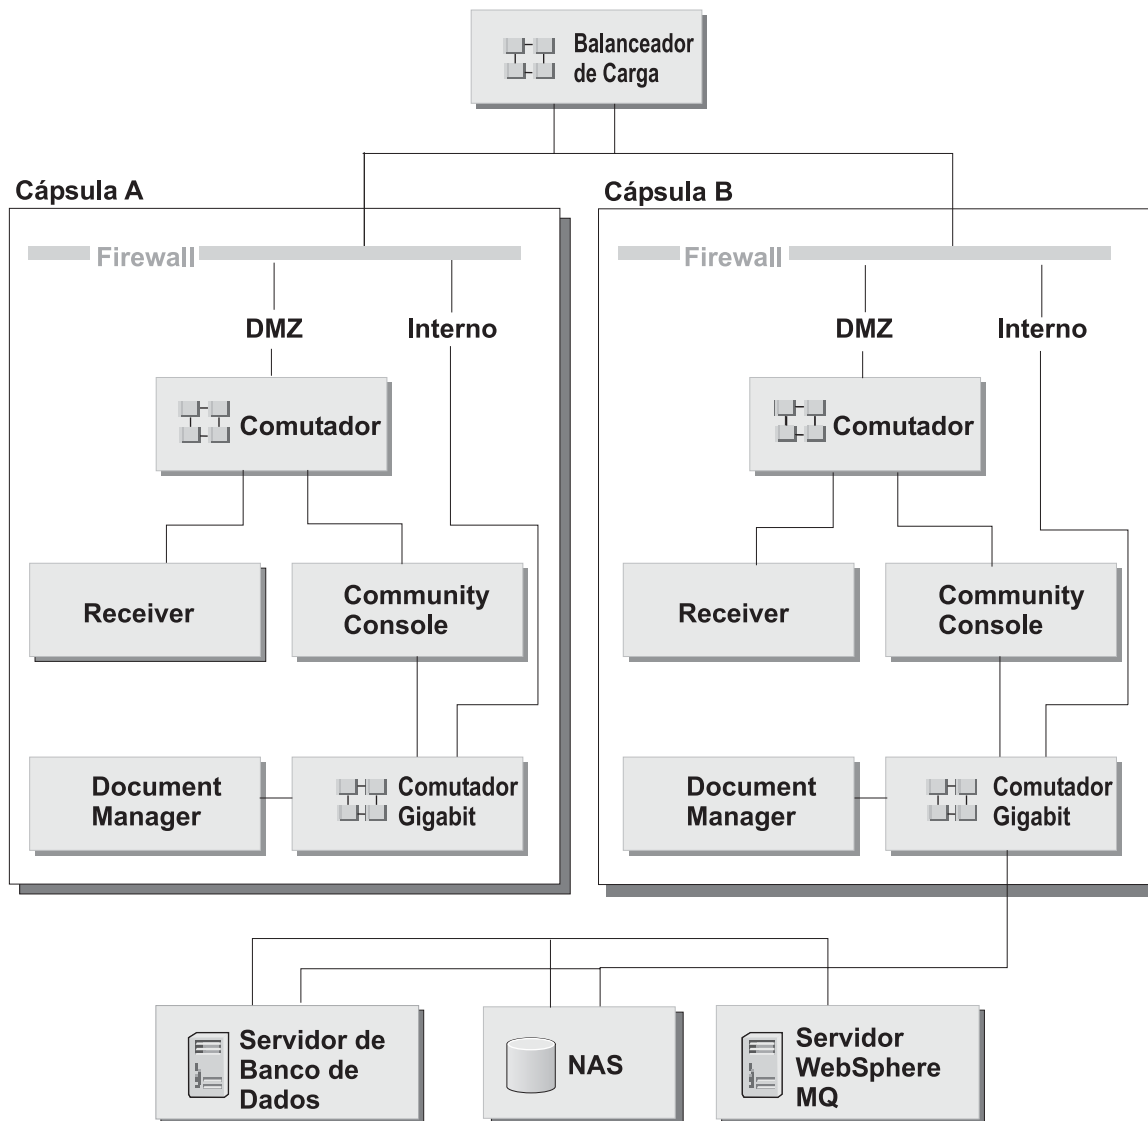 Balanceador
de Carga
Cápsula A
Firewall
DMZ
Interno
Comutador
Receiver
Community
Console
Document
Manager
Comutador
Gigabit
Cápsula B
Firewall
DMZ
Interno
Comutador
Receiver
Community
Console
Document
Manager
Comutador
Gigabit
Servidor de
Banco de
Dados
NAS
Servidor
WebSphere
MQ